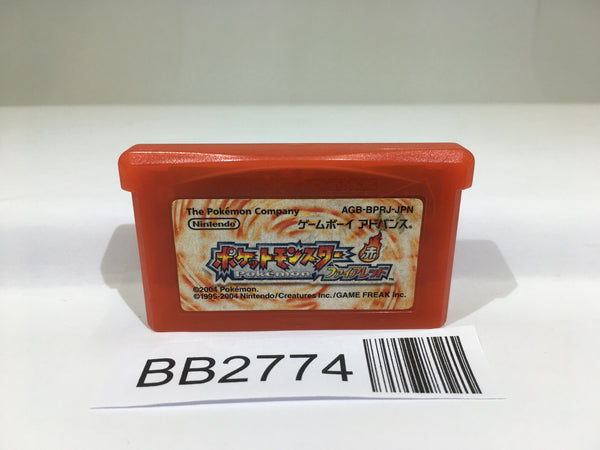 The Pokémon Company
AGB-BPRJ-JPN
Nintendo
ゲームボーイ アドバンス®
ポケットモンスター
POKéMON
赤
ファイアレッド
©2004 Pokémon.
©1995-2004 Nintendo/Creatures Inc./GAME FREAK inc.
BB2774